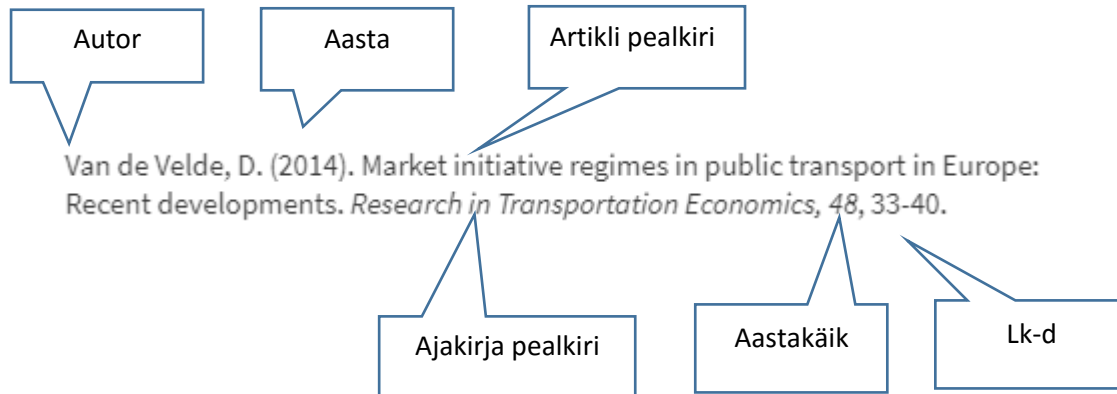 Autor
Aasta
Artikli pealkiri
Van de Velde, D. (2014). Market initiative regimes in public transport in Europe:
Recent developments. Research in Transportation Economics, 48, 33-40.
Ajakirja pealkiri
Aastakäik
Lk-d